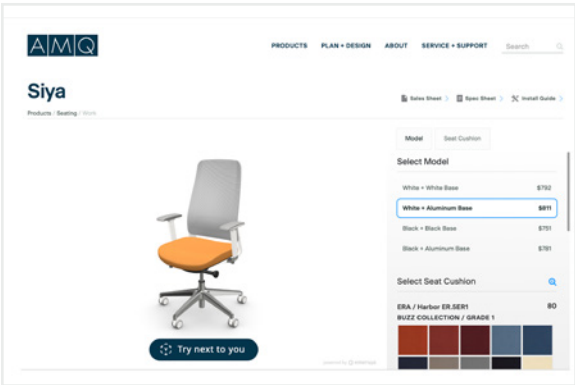 AMQ
PRODUCTS PLAN + DESIGN ABOUT SERVICE + SUPPORT Search
Siya
Sales Sheet Spec Sheet Install Guide
Products / Seating / Work
Model Seat Cushion
Select Model
White + White Base $792
White + Aluminum Base $811
Black + Black Base $751
Black + Aluminum Base $781
Select Seat Cushion
ERA / Harbor ER.SER1 80
BUZZ COLLECTION / GRADE 1
Try next to you
powered by